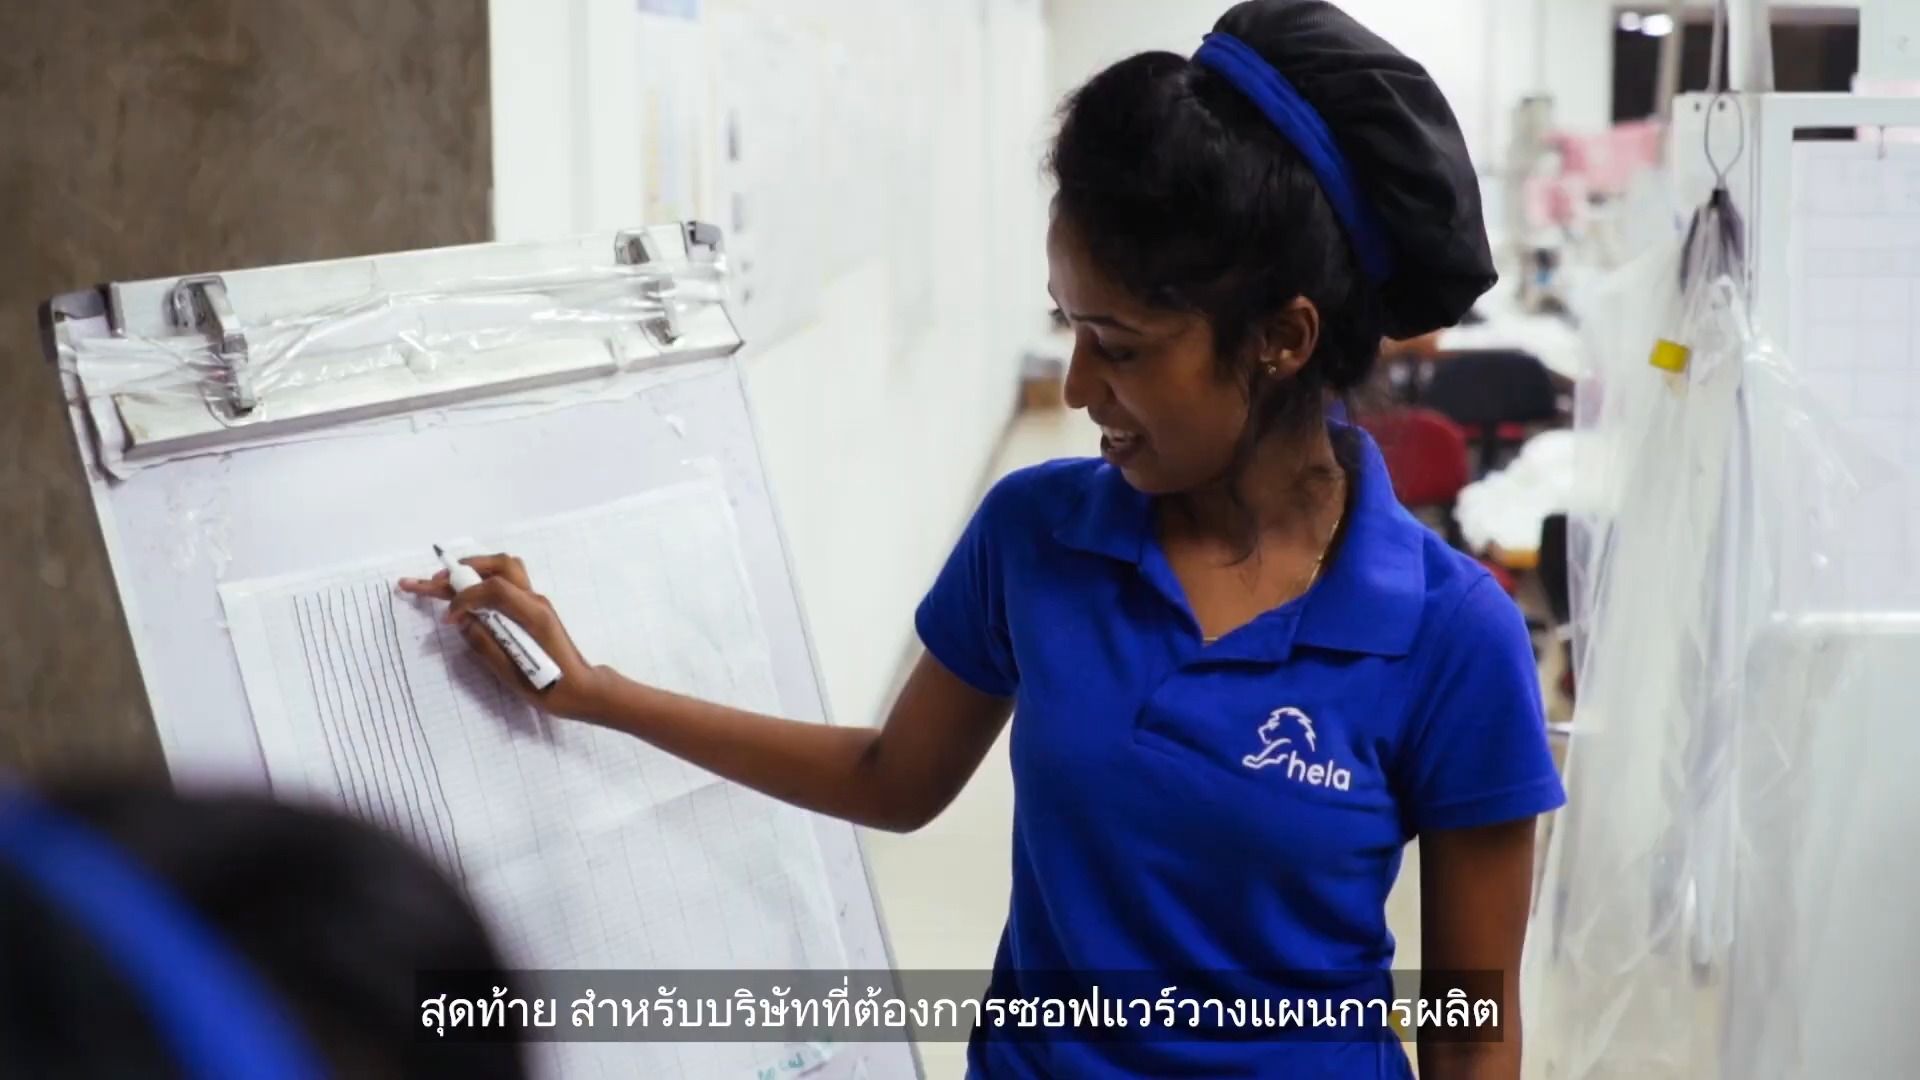 hela
สุดท้าย สำหรับบริษัทที่ต้องการซอฟแวร์วางแผนการผลิต